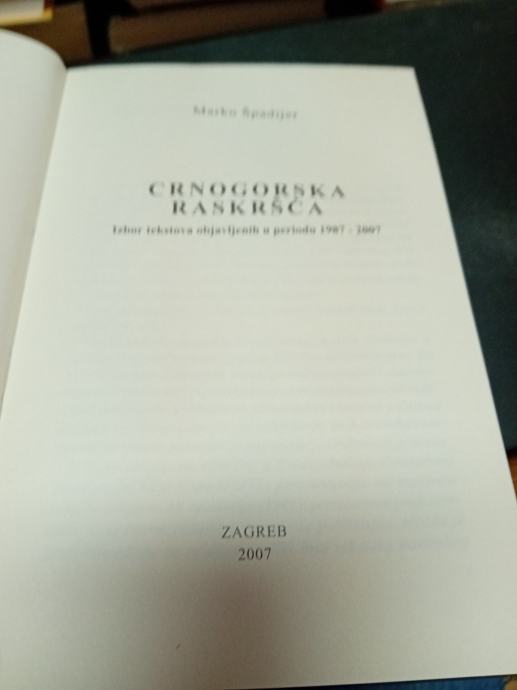 Marko Špadijer
CRNOGORSKA
RASKRŠĆA
Izbor tekstova objavljenih u periodu 1987 - 2007
ZAGREB
2007